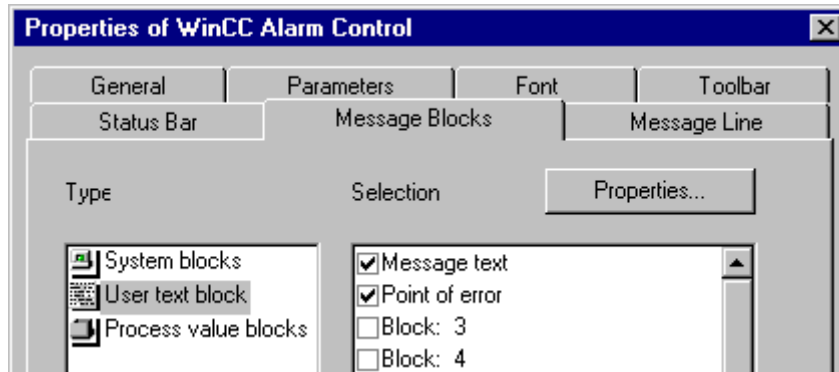 Properties of WinCC Alarm Control
General Parameters Font Toolbar
Status Bar Message Blocks Message Line
Type Selection Properties...
System blocks
User text block
Process value blocks
Message text
Point of error
Block: 3
Block: 4